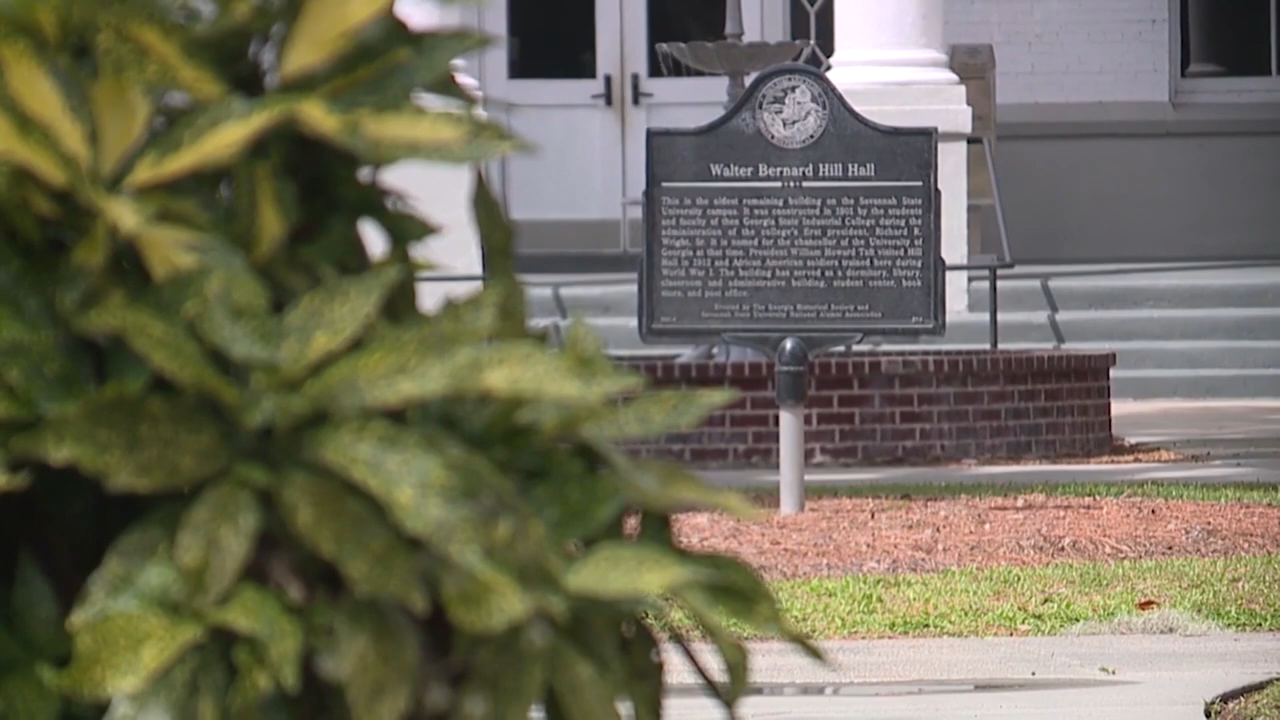 Walter Bernard Hill Hall
This is the oldest remaining building on the Savannah State
University campus. It was constructed in 1901 by the students
and faculty of then Georgia State Industrial College during the
administration of the college's first president, Richard R.
Wright, Sr. It is named for the chancellor of the University of
Georgia at that time. President William Howard Taft visited Hill
Hall in 1912 and African American soldiers trained here during
World War I. The building has served as a dormitory, library,
classroom and administrative building, student center, book
store, and post office.
Erected by The Georgia Historical Society and
Savannah State University National Alumni Association